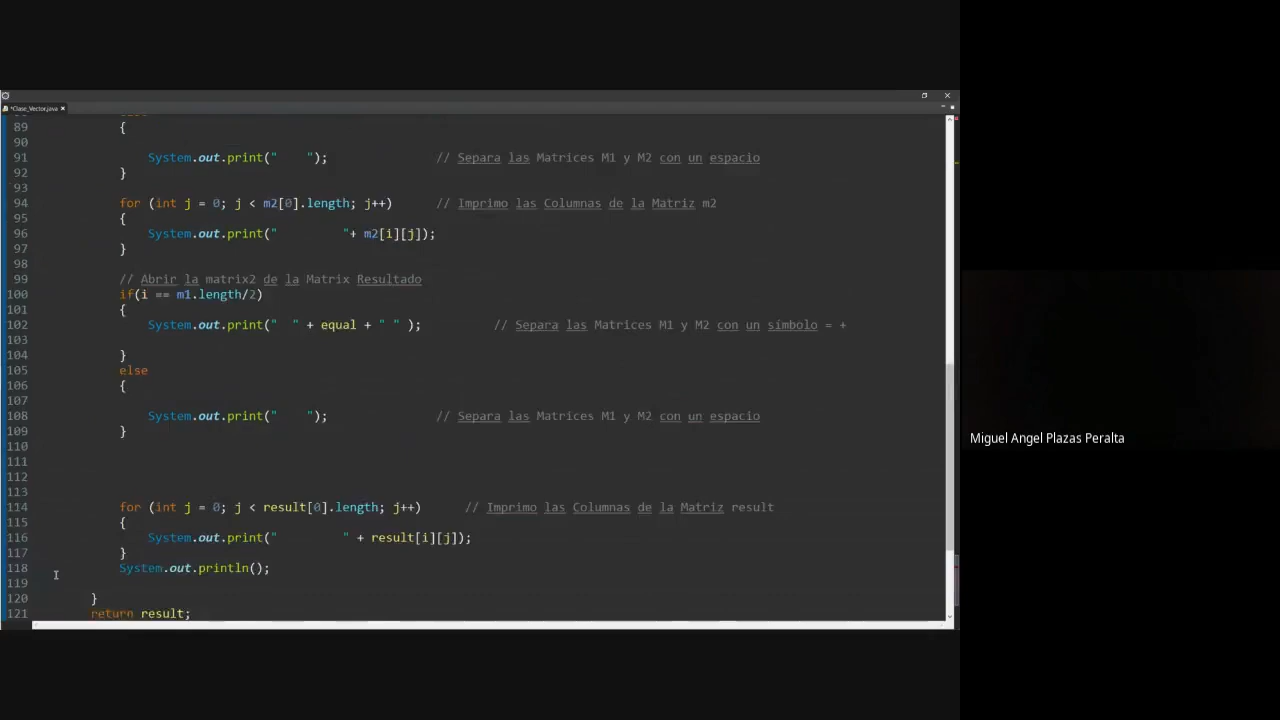 *Clase_Vector.java
89 {
90
91 System.out.print("    ");               // Separa las Matrices M1 y M2 con un espacio
92 }
93
94 for (int j = 0; j < m2[0].length; j++)      // Imprimo las Columnas de la Matriz m2
95 {
96 System.out.print("         "+ m2[i][j]);
97 }
98
99 // Abrir la matrix2 de la Matrix Resultado
100 if(i == m1.length/2)
101 {
102 System.out.print("  " + equal + " " );          // Separa las Matrices M1 y M2 con un símbolo = +
103
104 }
105 else
106 {
107
108 System.out.print("    ");               // Separa las Matrices M1 y M2 con un espacio
109 }
110
111
112
113
114 for (int j = 0; j < result[0].length; j++)      // Imprimo las Columnas de la Matriz result
115 {
116 System.out.print("         " + result[i][j]);
117 }
118 System.out.println();
119
120 }
121 return result;
Miguel Angel Plazas Peralta